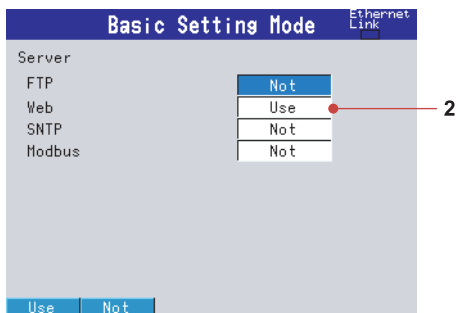 Basic Setting Mode Ethernet
Link
Server
FTP Not
Web Use 2
SNTP Not
Modbus Not
Use Not